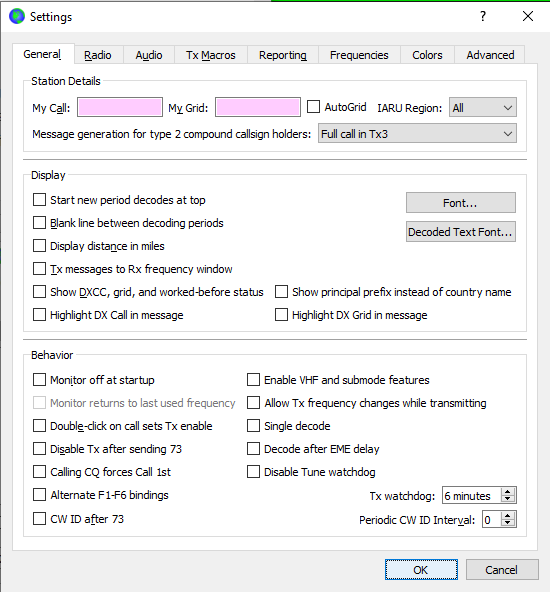 Settings
General Radio Audio Tx Macros Reporting Frequencies Colors Advanced
Station Details
My Call: My Grid: AutoGrid IARU Region: All
Message generation for type 2 compound callsign holders: Full call in Tx3
Display
Start new period decodes at top Font...
Blank line between decoding periods
Decoded Text Font...
Display distance in miles
Tx messages to Rx frequency window
Show DXCC, grid, and worked-before status Show principal prefix instead of country name
Highlight DX Call in message Highlight DX Grid in message
Behavior
Monitor off at startup Enable VHF and submode features
Monitor returns to last used frequency Allow Tx frequency changes while transmitting
Double-click on call sets Tx enable Single decode
Disable Tx after sending 73 Decode after EME delay
Calling CQ forces Call 1st Disable Tune watchdog
Alternate F1-F6 bindings Tx watchdog: 6 minutes
CW ID after 73 Periodic CW ID Interval: 0
OK Cancel